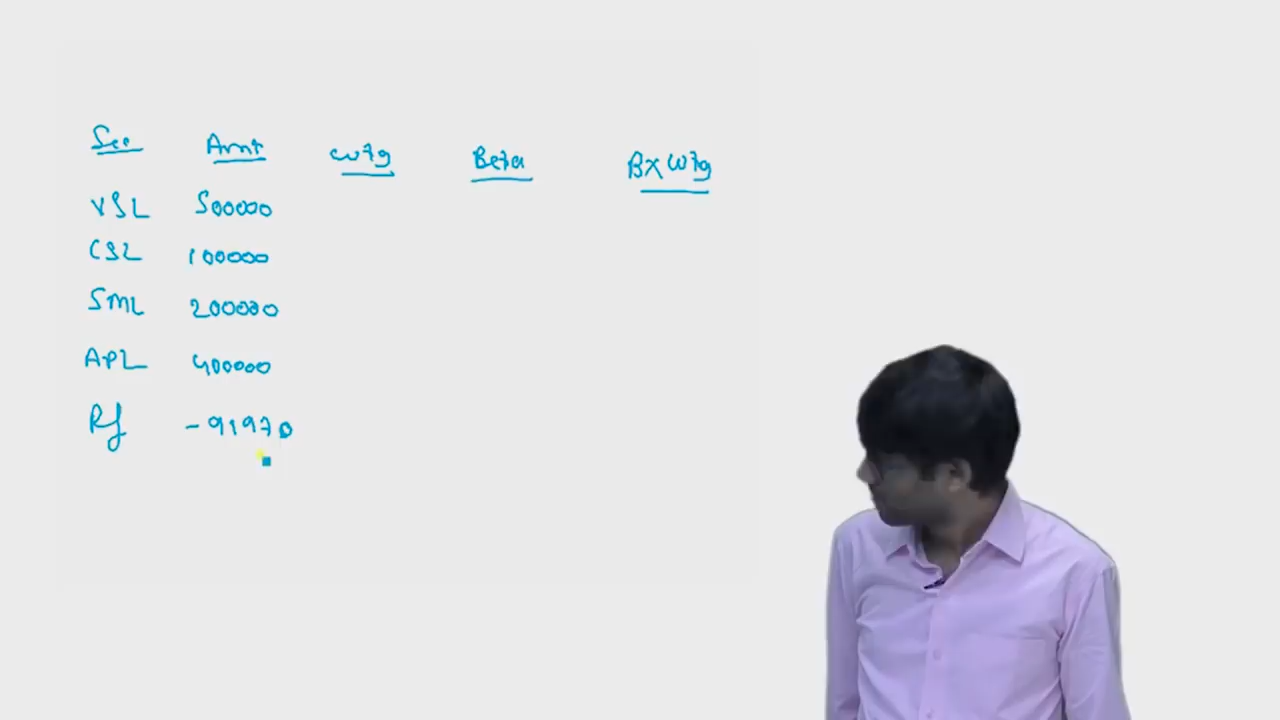 Sec Amt wtg Beta BxWtg
VSL 500000
CSL 100000
SML 200000
APL 400000
Rf -91970